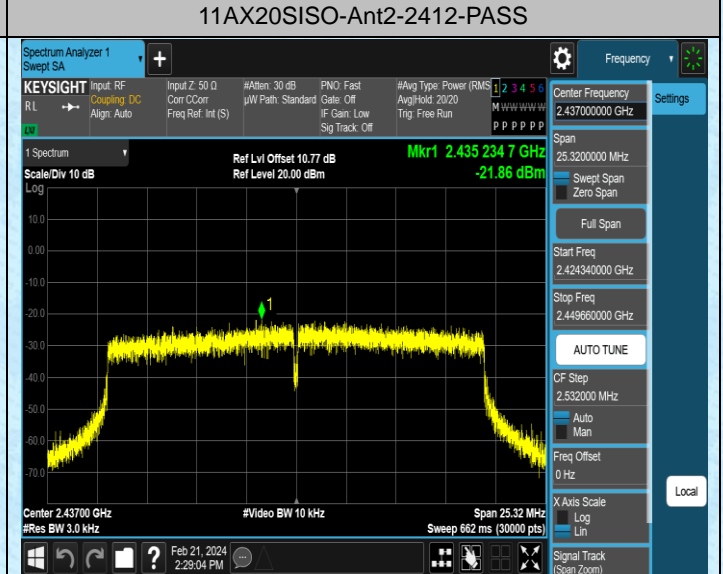 11AX20SISO-Ant2-2412-PASS
Spectrum Analyzer 1
Swept SA
+
Frequency
KEYSIGHT
RL
LXI
Input: RF
Coupling: DC
Align: Auto
Input Z: 50 Ω
Corr CCorr
Freq Ref: Int (S)
#Atten: 30 dB
µW Path: Standard
PNO: Fast
Gate: Off
IF Gain: Low
Sig Track: Off
#Avg Type: Power (RMS
Avg|Hold: 20/20
Trig: Free Run
1 2 3 4 5 6
M W W W W W
P P P P P P
Center Frequency
2.437000000 GHz
Settings
Span
25.3200000 MHz
Swept Span
Zero Span
Full Span
Start Freq
2.424340000 GHz
Stop Freq
2.449660000 GHz
AUTO TUNE
CF Step
2.532000 MHz
Auto
Man
Freq Offset
0 Hz
X Axis Scale
Log
Lin
Local
Signal Track
(Span Zoom)
1 Spectrum
Scale/Div 10 dB
Log
Ref Lvl Offset 10.77 dB
Ref Level 20.00 dBm
Mkr1 2.435 234 7 GHz
-21.86 dBm
10.0
0.00
-10.0
-20.0
-30.0
-40.0
-50.0
-60.0
-70.0
1
Center 2.43700 GHz
#Res BW 3.0 kHz
#Video BW 10 kHz
Span 25.32 MHz
Sweep 662 ms (30000 pts)
?
Feb 21, 2024
2:29:04 PM